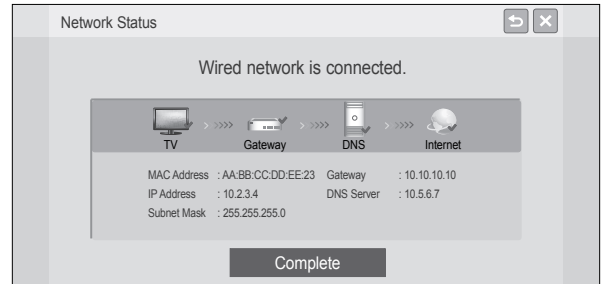 Network Status
Wired network is connected.
TV Gateway DNS Internet
MAC Address : AA:BB:CC:DD:EE:23 Gateway : 10.10.10.10
IP Address : 10.2.3.4 DNS Server : 10.5.6.7
Subnet Mask : 255.255.255.0
Complete